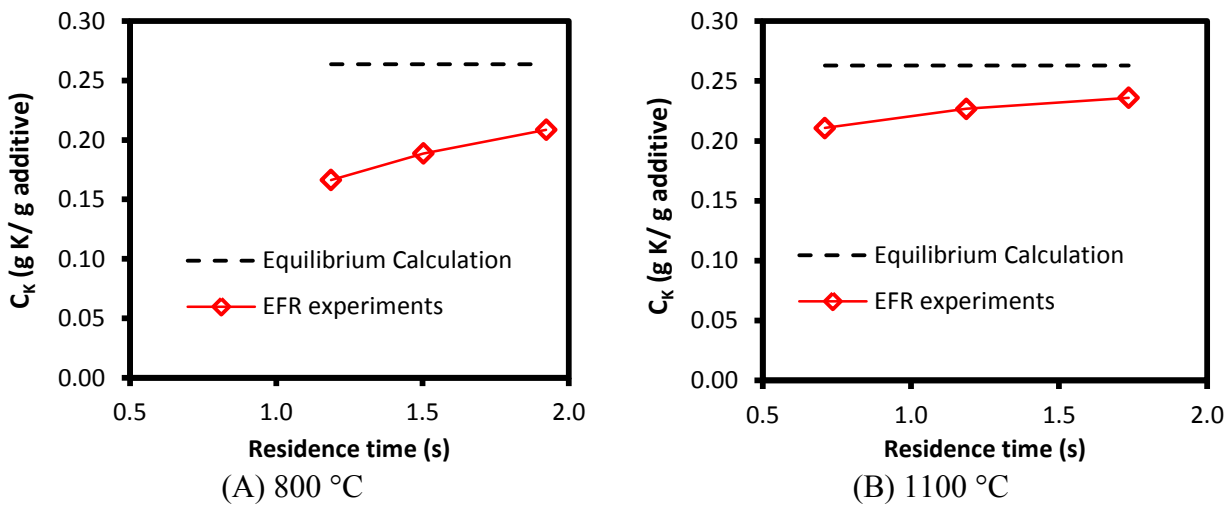 C_K (g K/ g additive)
0.30
0.25
0.20
0.15
0.10
0.05
0.00
Equilibrium Calculation
EFR experiments
0.5 1.0 1.5 2.0
Residence time (s)
(A) 800 °C
C_K (g K/ g additive)
0.30
0.25
0.20
0.15
0.10
0.05
0.00
Equilibrium Calculation
EFR experiments
0.5 1.0 1.5 2.0
Residence time (s)
(B) 1100 °C